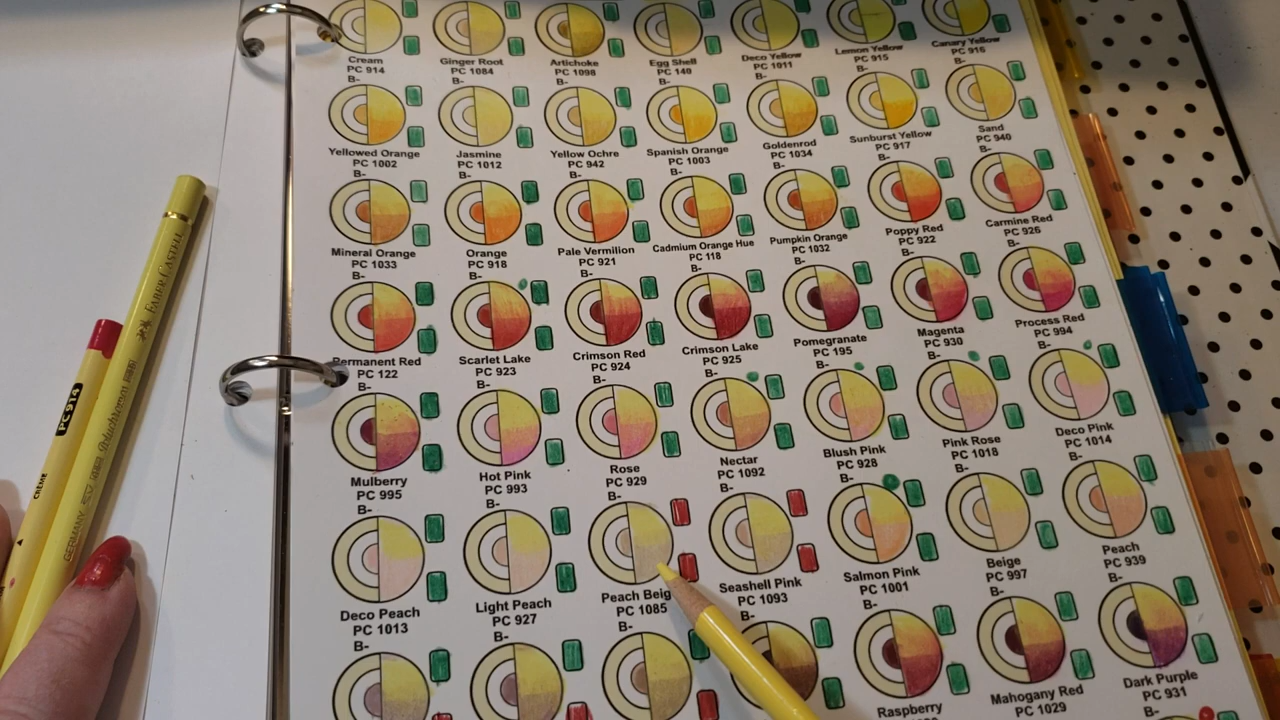 Cream
PC 914
B-
Ginger Root
PC 1084
B-
Artichoke
PC 1098
B-
Egg Shell
PC 140
B-
Deco Yellow
PC 1011
B-
Lemon Yellow
PC 915
B-
Canary Yellow
PC 916
B-
Yellowed Orange
PC 1002
B-
Jasmine
PC 1012
B-
Yellow Ochre
PC 942
B-
Spanish Orange
PC 1003
B-
Goldenrod
PC 1034
B-
Sunburst Yellow
PC 917
B-
Sand
PC 940
B-
Mineral Orange
PC 1033
B-
Orange
PC 918
B-
Pale Vermilion
PC 921
B-
Cadmium Orange Hue
PC 118
B-
Pumpkin Orange
PC 1032
B-
Poppy Red
PC 922
B-
Carmine Red
PC 926
B-
Permanent Red
PC 122
B-
Scarlet Lake
PC 923
B-
Crimson Red
PC 924
B-
Crimson Lake
PC 925
B-
Pomegranate
PC 195
B-
Magenta
PC 930
B-
Process Red
PC 994
B-
Mulberry
PC 995
B-
Hot Pink
PC 993
B-
Rose
PC 929
B-
Nectar
PC 1092
B-
Blush Pink
PC 928
B-
Pink Rose
PC 1018
B-
Deco Pink
PC 1014
B-
Deco Peach
PC 1013
B-
Light Peach
PC 927
B-
Peach Beig
PC 1085
B-
Seashell Pink
PC 1093
B-
Salmon Pink
PC 1001
B-
Beige
PC 997
B-
Peach
PC 939
B-
Raspberry
Mahogany Red
PC 1029
Dark Purple
PC 931
B-
FABER CASTELL
Polychromos
GERMANY
PC 914
CRÈME